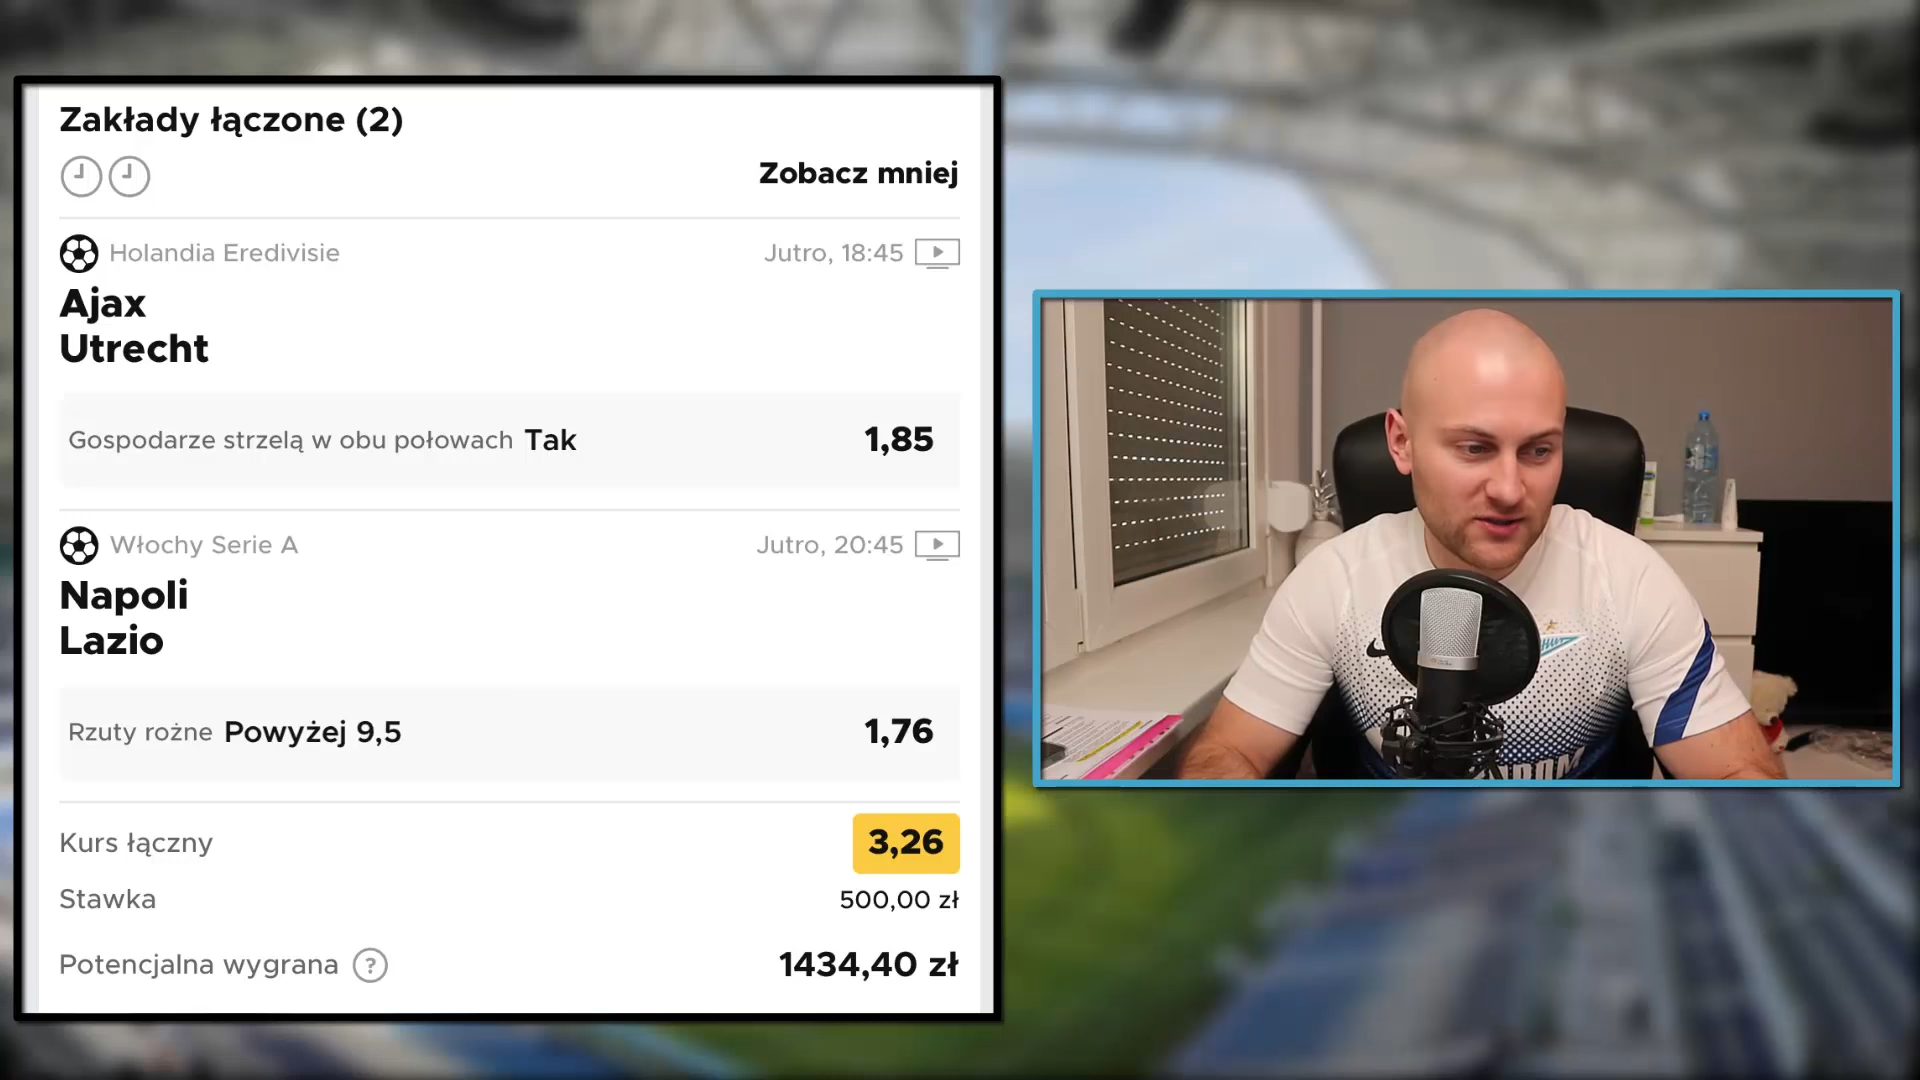 Zakłady łączone (2)
Zobacz mniej
Holandia Eredivisie
Jutro, 18:45
Ajax
Utrecht
Gospodarze strzelą w obu połowach Tak
1,85
Włochy Serie A
Jutro, 20:45
Napoli
Lazio
Rzuty rożne Powyżej 9,5
1,76
Kurs łączny
3,26
Stawka
500,00 zł
Potencjalna wygrana ?
1434,40 zł